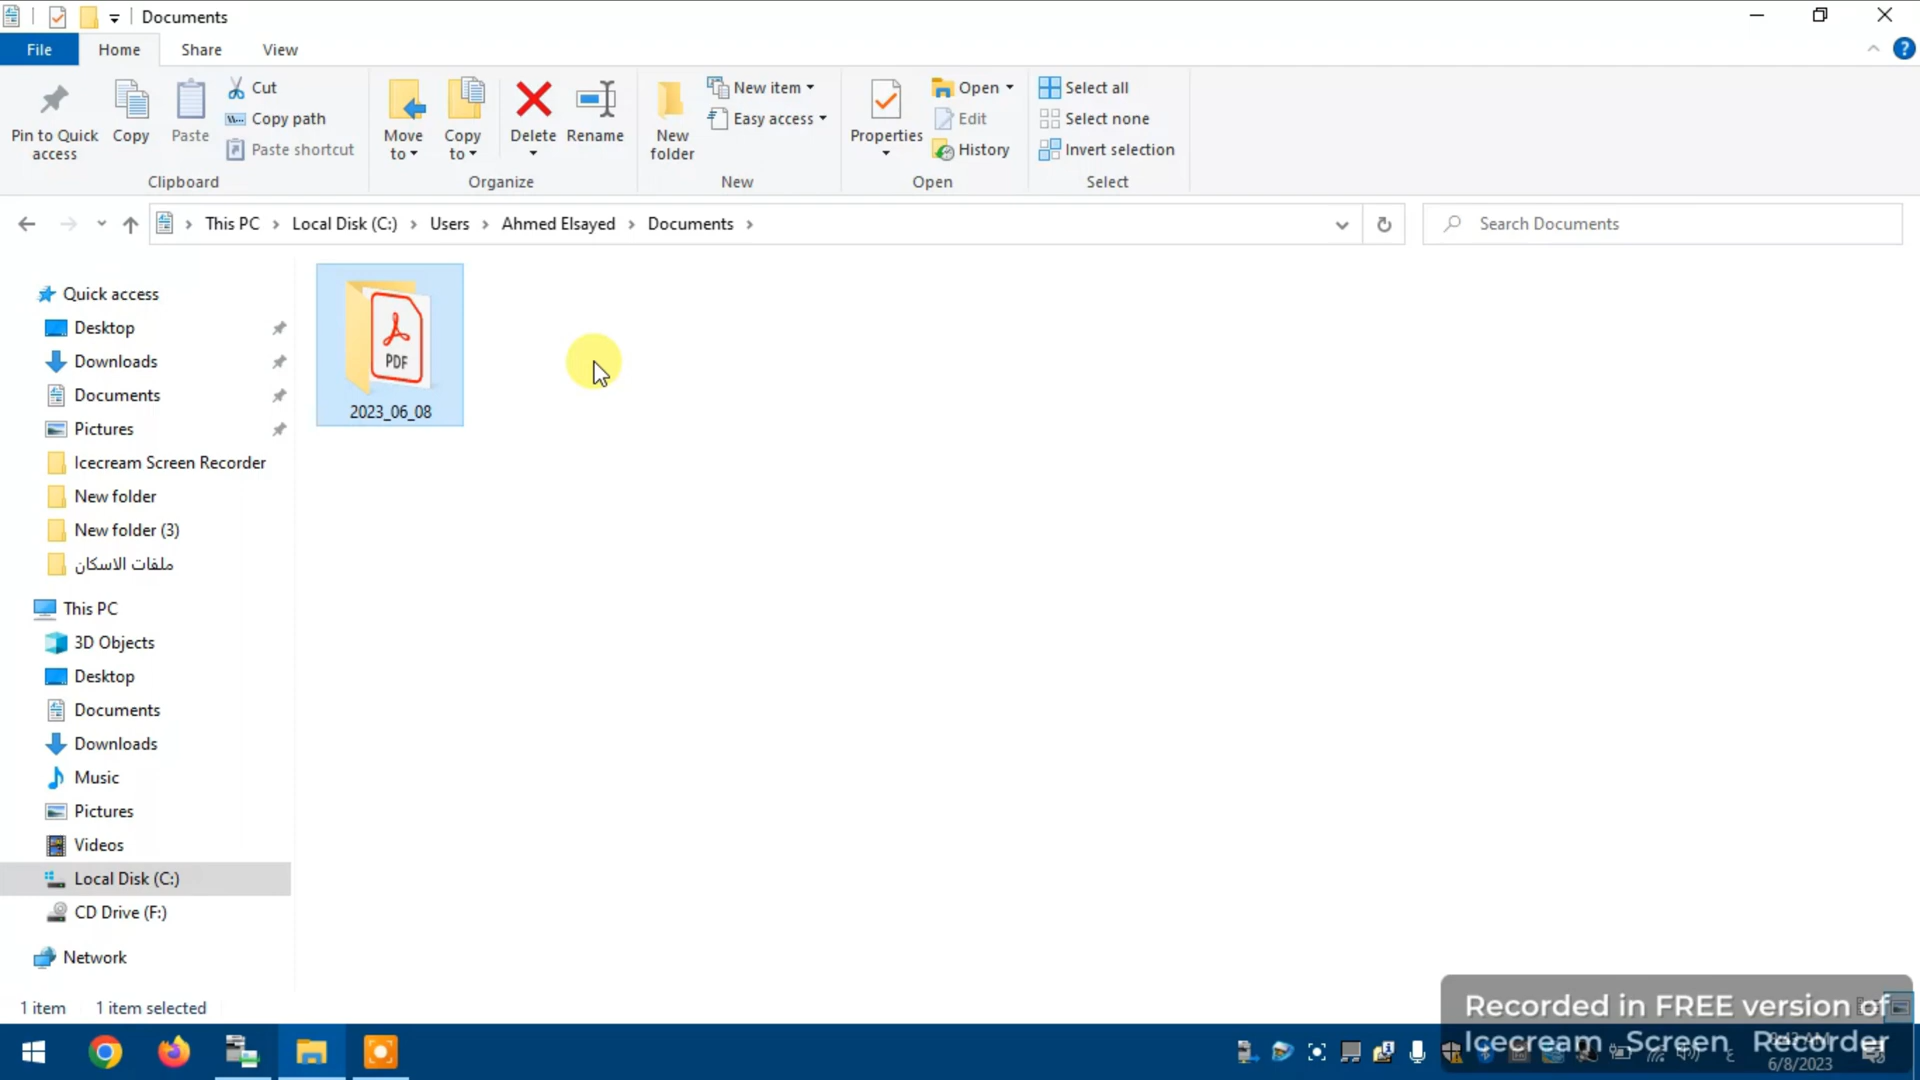 Documents
File Home Share View
Pin to Quick access
Copy
Paste
Cut
Copy path
Paste shortcut
Clipboard
Move to
Copy to
Delete
Rename
Organize
New folder
New item
Easy access
New
Properties
Open
Edit
History
Open
Select all
Select none
Invert selection
Select
This PC Local Disk (C:) Users Ahmed Elsayed Documents
Search Documents
Quick access
Desktop
Downloads
Documents
Pictures
Icecream Screen Recorder
New folder
New folder (3)
ملفات الاسكان
This PC
3D Objects
Desktop
Documents
Downloads
Music
Pictures
Videos
Local Disk (C:)
CD Drive (F:)
Network
PDF
2023_06_08
1 item 1 item selected
Recorded in FREE version of
Icecream Screen Recorder
6/8/2023